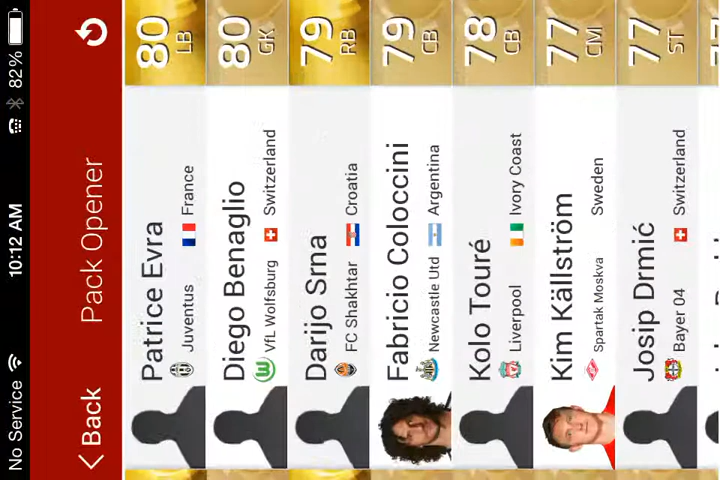 No Service 10:12 AM 82%
Back Pack Opener
Patrice Evra
Juventus France
80
LB
Diego Benaglio
VfL Wolfsburg Switzerland
80
GK
Darijo Srna
FC Shakhtar Croatia
79
RB
Fabricio Coloccini
Newcastle Utd Argentina
79
CB
Kolo Touré
Liverpool Ivory Coast
78
CB
Kim Källström
Spartak Moskva Sweden
77
CM
Josip Drmić
Bayer 04 Switzerland
77
ST